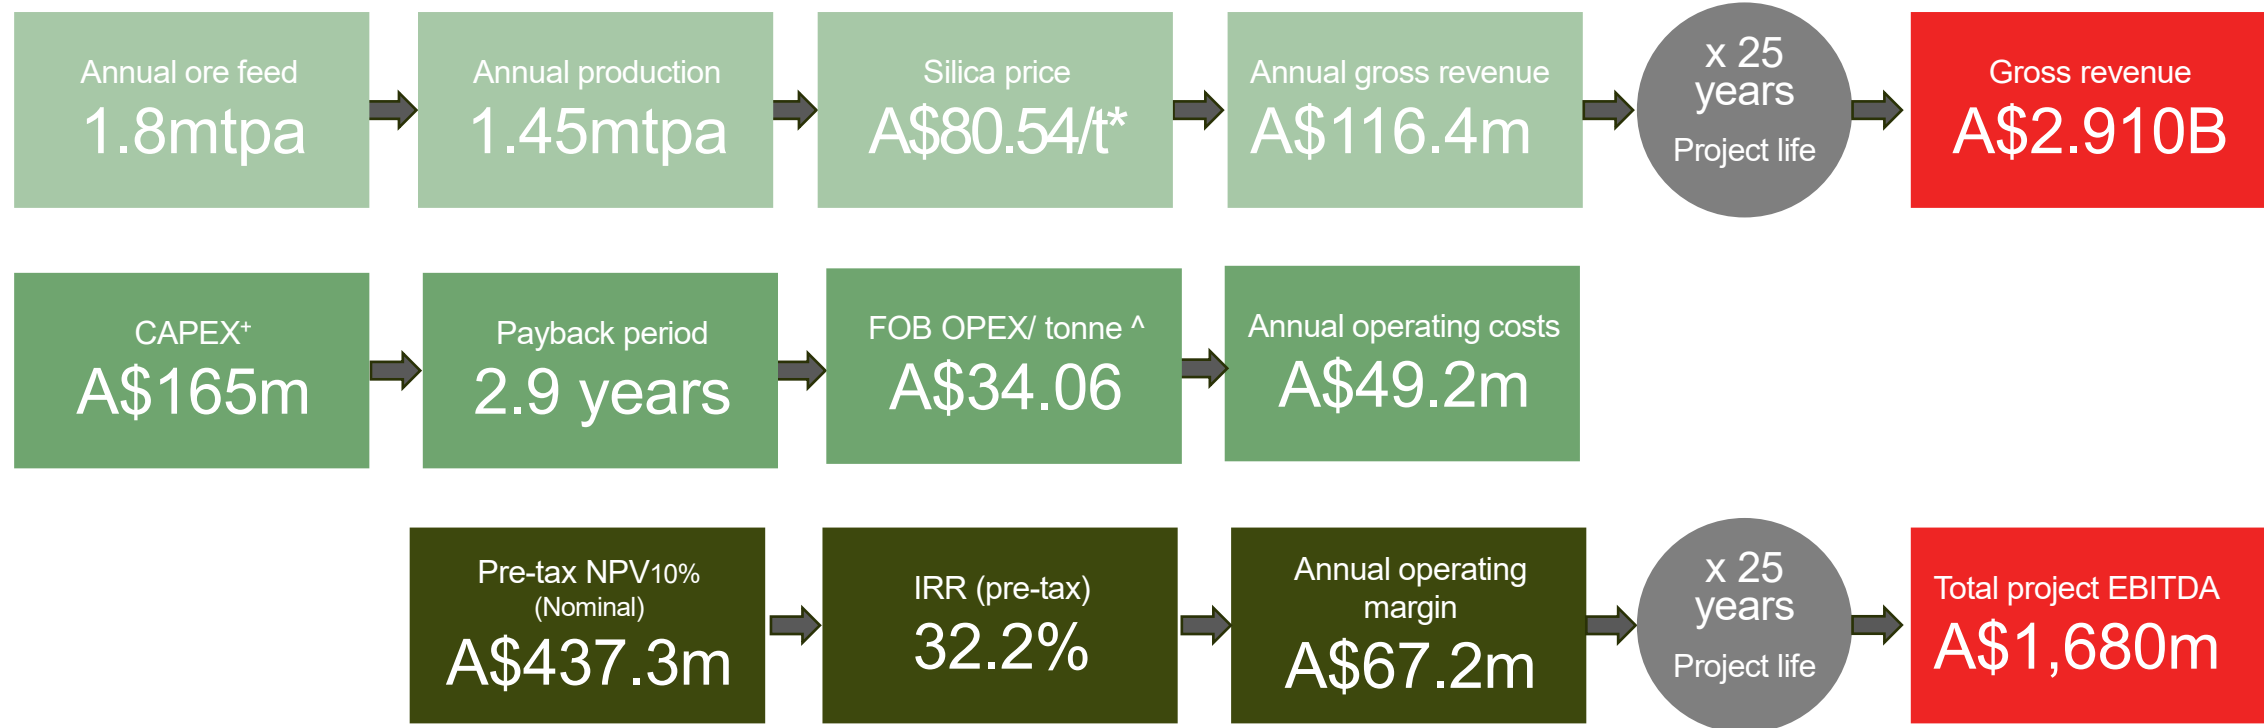 Annual ore feed
1.8mtpa
Annual production
1.45mtpa
Silica price
A$80.54/t*
Annual gross revenue
A$116.4m
x 25
years
Project life
Gross revenue
A$2.910B
CAPEX+
A$165m
Payback period
2.9 years
FOB OPEX/ tonne ^
A$34.06
Annual operating costs
A$49.2m
Pre-tax NPV10%
(Nominal)
A$437.3m
IRR (pre-tax)
32.2%
Annual operating
margin
A$67.2m
x 25
years
Project life
Total project EBITDA
A$1,680m